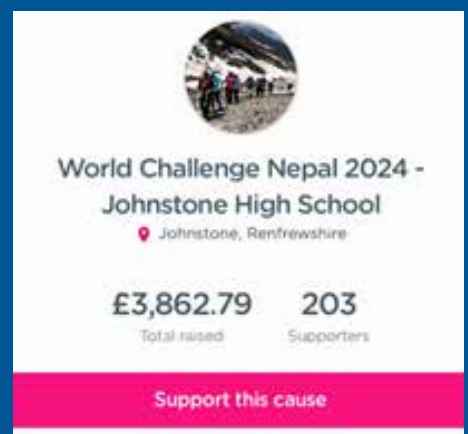 World Challenge Nepal 2024 -
Johnstone High School
Johnstone, Renfrewshire
£3,862.79 203
Total raised Supporters
Support this cause